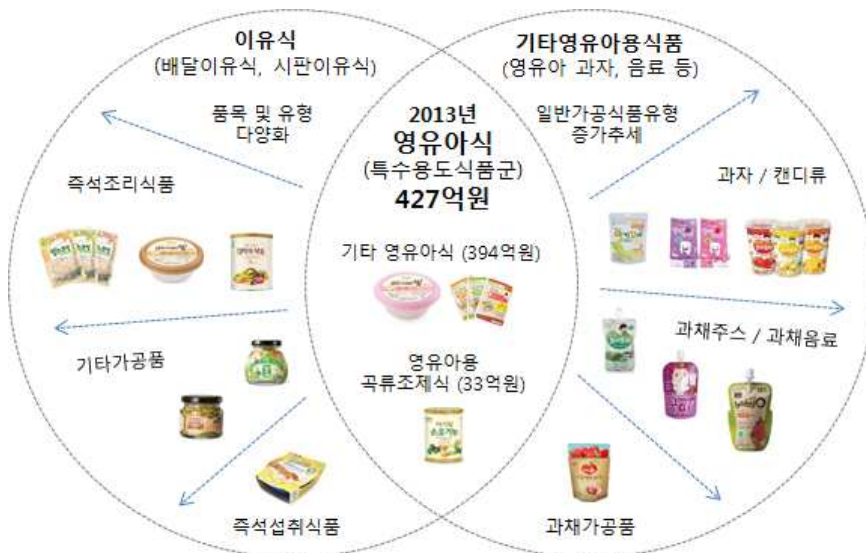 이유식
(배달이유식, 시판이유식)
품목 및 유형
다양화
기타영유아용식품
(영유아 과자, 음료 등)
일반가공식품유형
증가추세
2013년
영유아식
(특수용도식품군)
427억원
기타 영유아식 (394억원)
영유아용
곡류조제식 (33억원)
즉석조리식품
기타가공품
즉석섭취식품
과자 / 캔디류
과채주스 / 과채음료
과채가공품